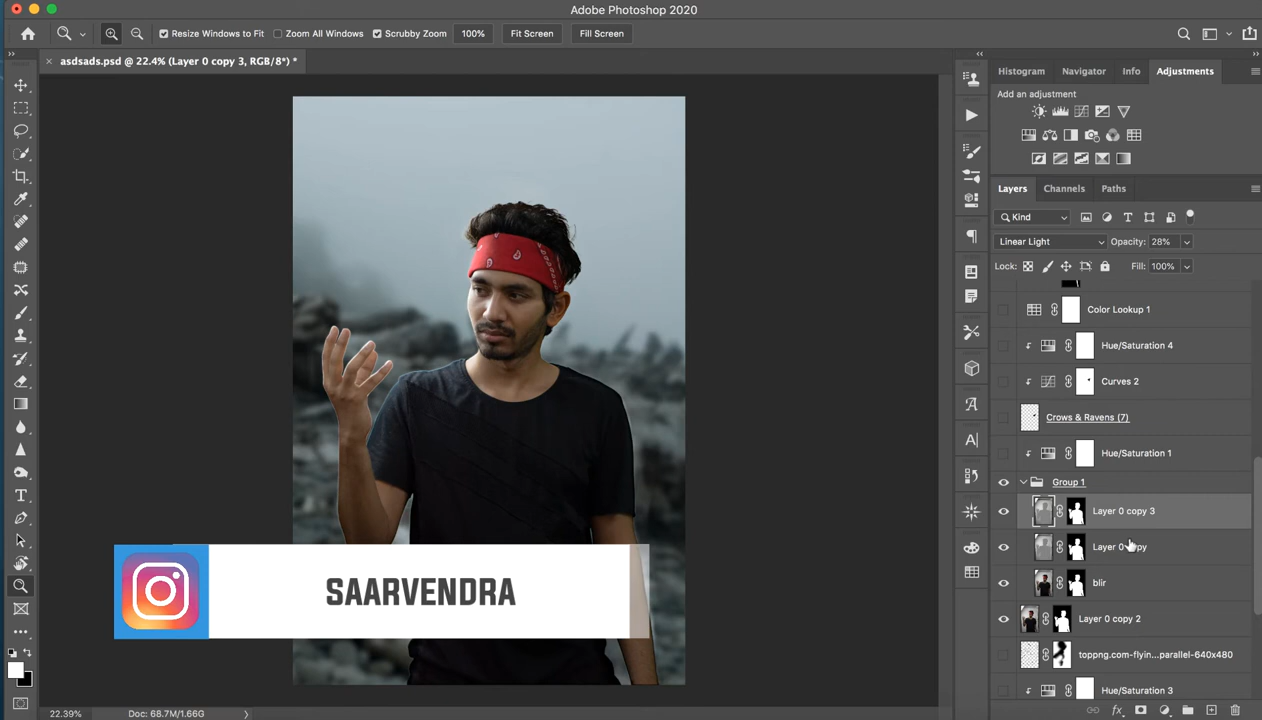 Adobe Photoshop 2020
Resize Windows to Fit
Zoom All Windows
Scrubby Zoom
100%
Fit Screen
Fill Screen
asdsads.psd @ 22.4% (Layer 0 copy 3, RGB/8*) *
Histogram
Navigator
Info
Adjustments
Add an adjustment
Layers
Channels
Paths
Kind
Linear Light
Opacity: 28%
Lock:
Fill: 100%
Color Lookup 1
Hue/Saturation 4
Curves 2
Crows & Ravens (7)
Hue/Saturation 1
Group 1
Layer 0 copy 3
Layer 0 copy
blir
Layer 0 copy 2
toppng.com-flyin...parallel-640x480
Hue/Saturation 3
SAARVENDRA
22.39%
Doc: 68.7M/1.66G